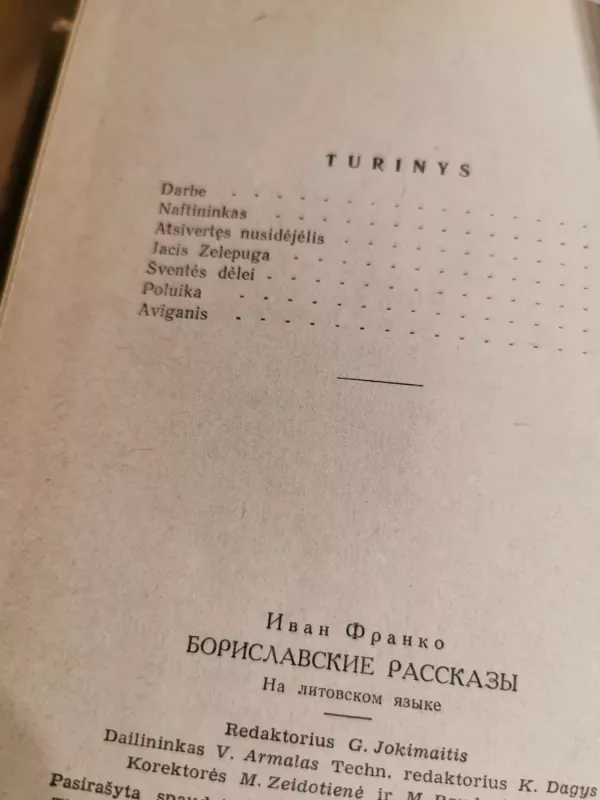 TURINYS
Darbe . . . . . . . . . .
Naftininkas . . . . . . . . .
Atsivertęs nusidėjėlis . . . . . . .
Jacis Zelepuga . . . . . . . .
Šventės dėlei . . . . . . . . .
Poluika . . . . . . . . . .
Aviganis . . . . . . . . . .
Иван Франко
БОРИСЛАВСКИЕ РАССКАЗЫ
На литовском языке
Redaktorius G. Jokimaitis
Dailininkas V. Armalas Techn. redaktorius K. Dagys
Korektorės M. Zeidotienė ir M.
Pasirašyta